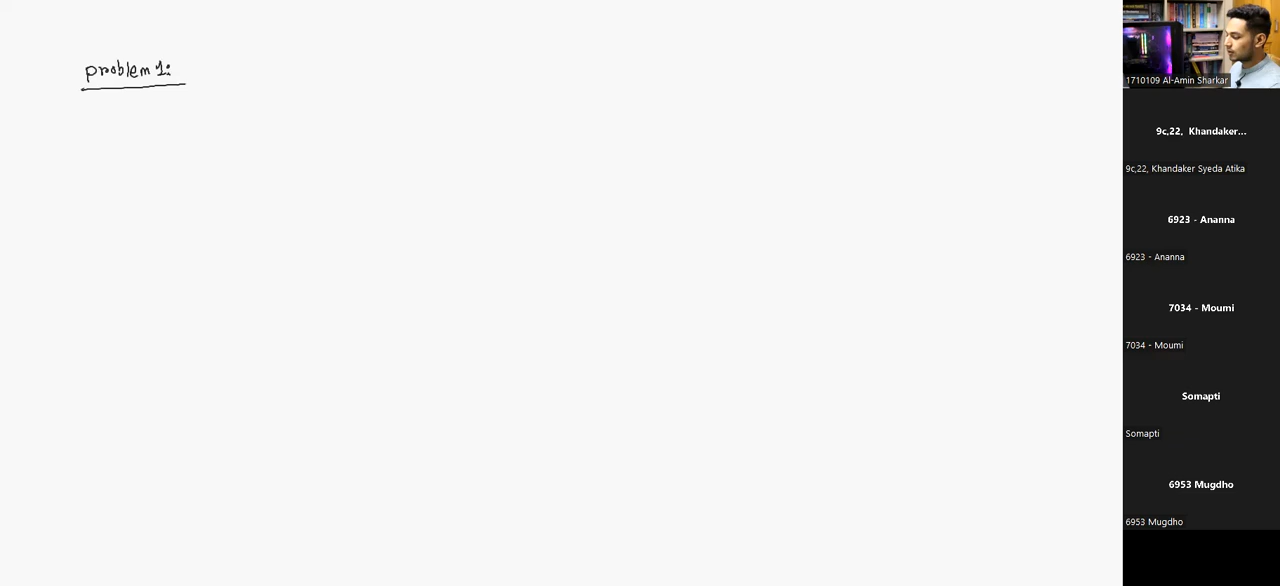 problem 1:
1710109 Al-Amin Sharkar
9c,22, Khandaker...
9c,22, Khandaker Syeda Atika
6923 - Ananna
6923 - Ananna
7034 - Moumi
7034 - Moumi
Somapti
Somapti
6953 Mugdho
6953 Mugdho